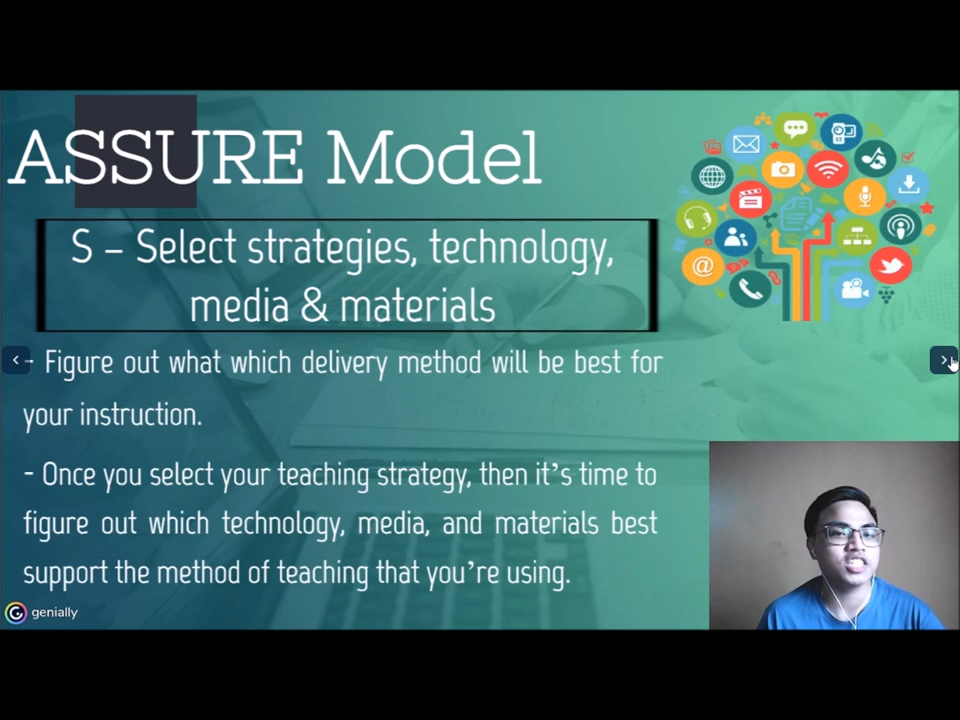 ASSURE Model
S – Select strategies, technology,
media & materials
- Figure out what which delivery method will be best for
your instruction.
- Once you select your teaching strategy, then it's time to
figure out which technology, media, and materials best
support the method of teaching that you're using.
genially